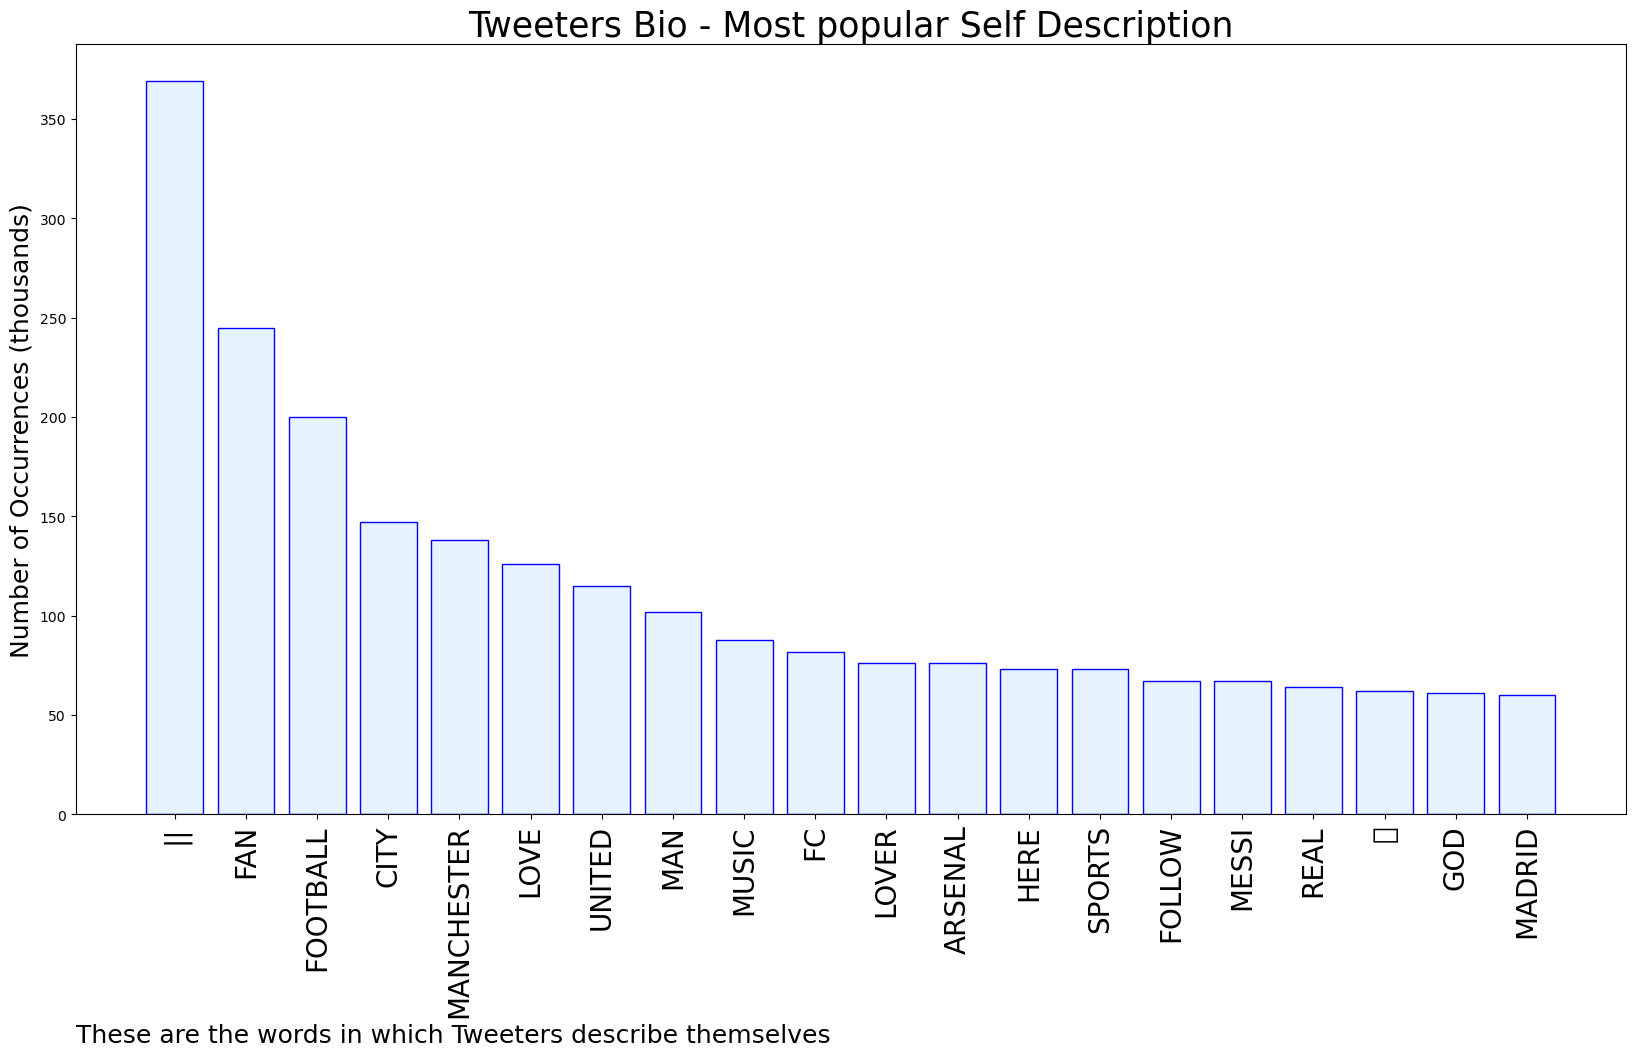 Tweeters Bio - Most popular Self Description
Number of Occurrences (thousands)
350
300
250
200
150
100
50
0
||
FAN
FOOTBALL
CITY
MANCHESTER
LOVE
UNITED
MAN
MUSIC
FC
LOVER
ARSENAL
HERE
SPORTS
FOLLOW
MESSI
REAL
GOD
MADRID
These are the words in which Tweeters describe themselves